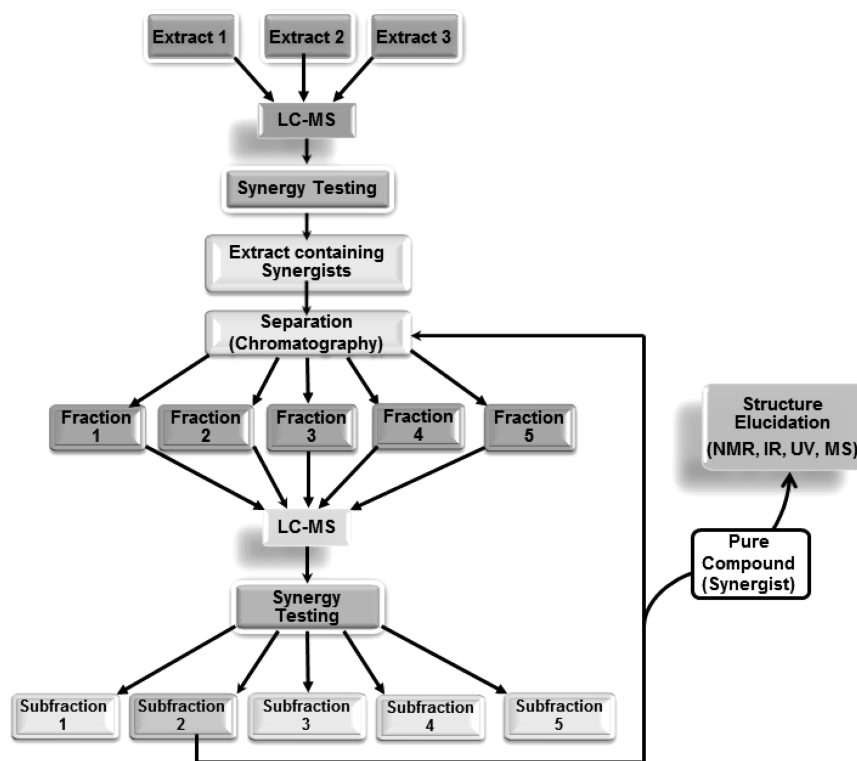 Extract 1
Extract 2
Extract 3
LC-MS
Synergy Testing
Extract containing
Synergists
Separation
(Chromatography)
Fraction
1
Fraction
2
Fraction
3
Fraction
4
Fraction
5
LC-MS
Structure
Elucidation
(NMR, IR, UV, MS)
Pure
Compound
(Synergist)
Synergy
Testing
Subfraction
1
Subfraction
2
Subfraction
3
Subfraction
4
Subfraction
5